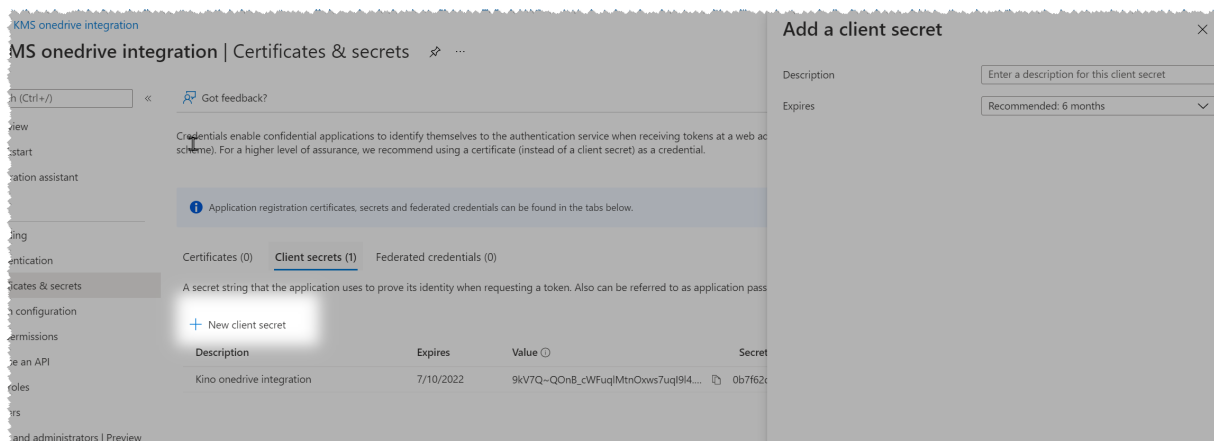 KMS onedrive integration
MS onedrive integration | Certificates & secrets
h (Ctrl+/)
«
Got feedback?
view
start
ration assistant
Credentials enable confidential applications to identify themselves to the authentication service when receiving tokens at a web ad
scheme). For a higher level of assurance, we recommend using a certificate (instead of a client secret) as a credential.
Application registration certificates, secrets and federated credentials can be found in the tabs below.
ing
entication
icates & secrets
configuration
ermissions
se an API
roles
ers
and administrators | Preview
Certificates (0) Client secrets (1) Federated credentials (0)
A secret string that the application uses to prove its identity when requesting a token. Also can be referred to as application pass
New client secret
Description Expires Value Secret
Kino onedrive integration 7/10/2022 9kV7Q~QOnB_cWFuqlMtnOxws7uqI9l4.... 0b7f62c
Add a client secret
Description Enter a description for this client secret
Expires Recommended: 6 months